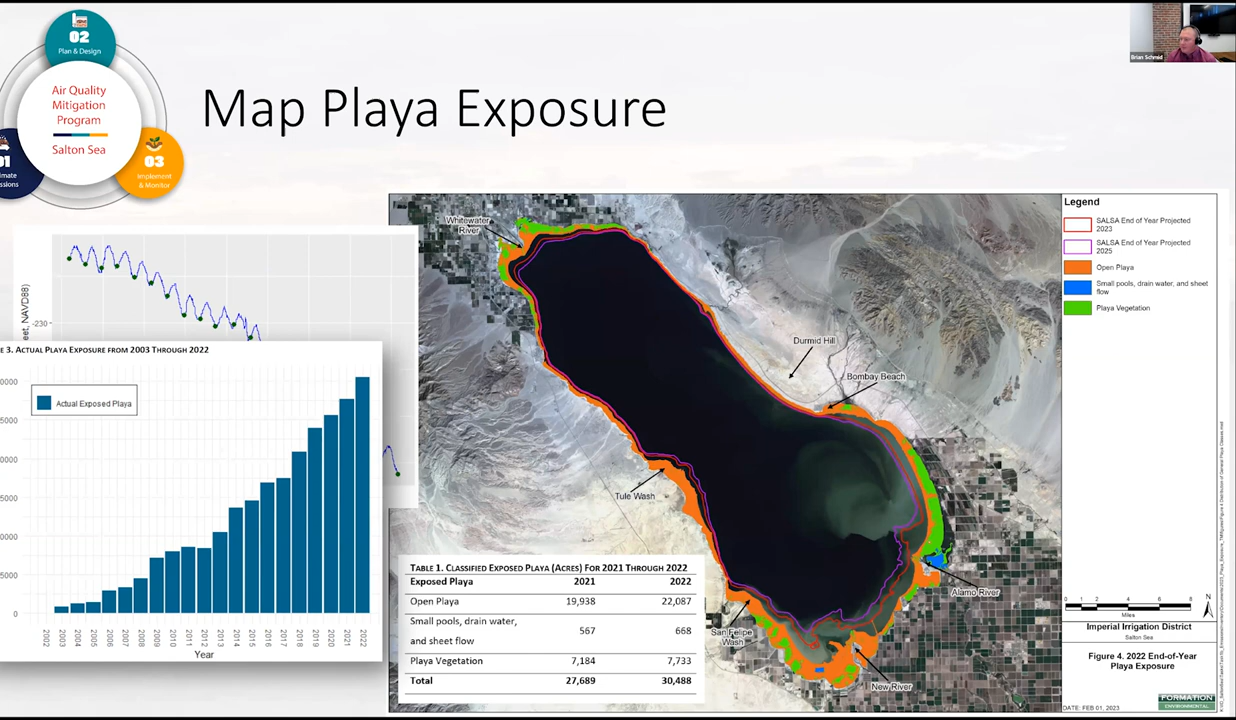 02
Plan & Design
Air Quality
Mitigation
Program
Salton Sea
03
Implement
& Monitor
Map Playa Exposure
Brian Schmid
Whitewater
River
Durmid Hill
Bombay Beach
Tule Wash
San Felipe
Wash
Alamo River
New River
Legend
SALSA End of Year Projected
2023
SALSA End of Year Projected
2025
Open Playa
Small pools, drain water, and sheet
flow
Playa Vegetation
-230
3. ACTUAL PLAYA EXPOSURE FROM 2003 THROUGH 2022
Actual Exposed Playa
0
2002 2003 2004 2005 2006 2007 2008 2009 2010 2011 2012 2013 2014 2015 2016 2017 2018 2019 2020 2021 2022
Year
TABLE 1. CLASSIFIED EXPOSED PLAYA (ACRES) FOR 2021 THROUGH 2022
Exposed Playa 2021 2022
Open Playa 19,938 22,087
Small pools, drain water,
and sheet flow 567 668
Playa Vegetation 7,184 7,733
Total 27,689 30,488
N
0 1 2 4 6 8
Miles
Imperial Irrigation District
Salton Sea
Figure 4. 2022 End-of-Year
Playa Exposure
DATE: FEB 01, 2023
FORMATION
ENVIRONMENTAL